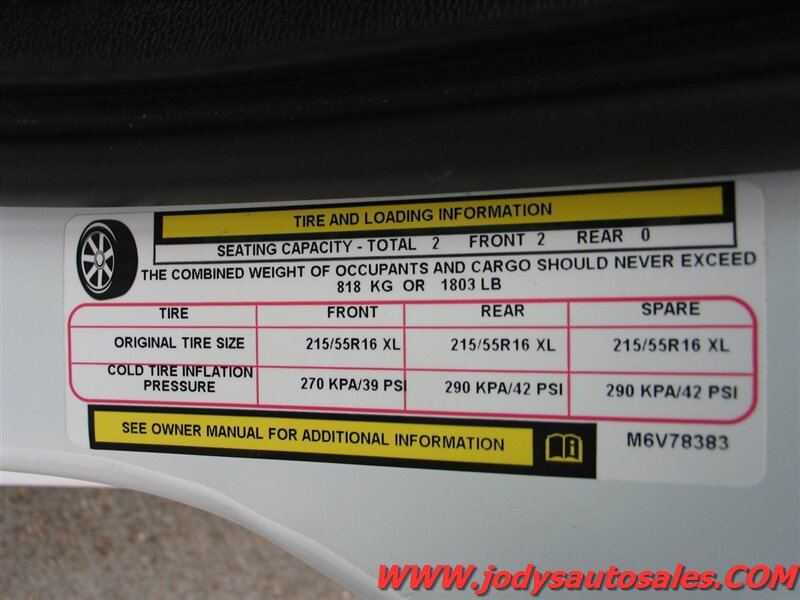 TIRE AND LOADING INFORMATION
SEATING CAPACITY - TOTAL 2 FRONT 2 REAR 0
THE COMBINED WEIGHT OF OCCUPANTS AND CARGO SHOULD NEVER EXCEED
818 KG OR 1803 LB
TIRE FRONT REAR SPARE
ORIGINAL TIRE SIZE 215/55R16 XL 215/55R16 XL 215/55R16 XL
COLD TIRE INFLATION
PRESSURE 270 KPA/39 PSI 290 KPA/42 PSI 290 KPA/42 PSI
SEE OWNER MANUAL FOR ADDITIONAL INFORMATION M6V78383
WWW.jodysautosales.COM